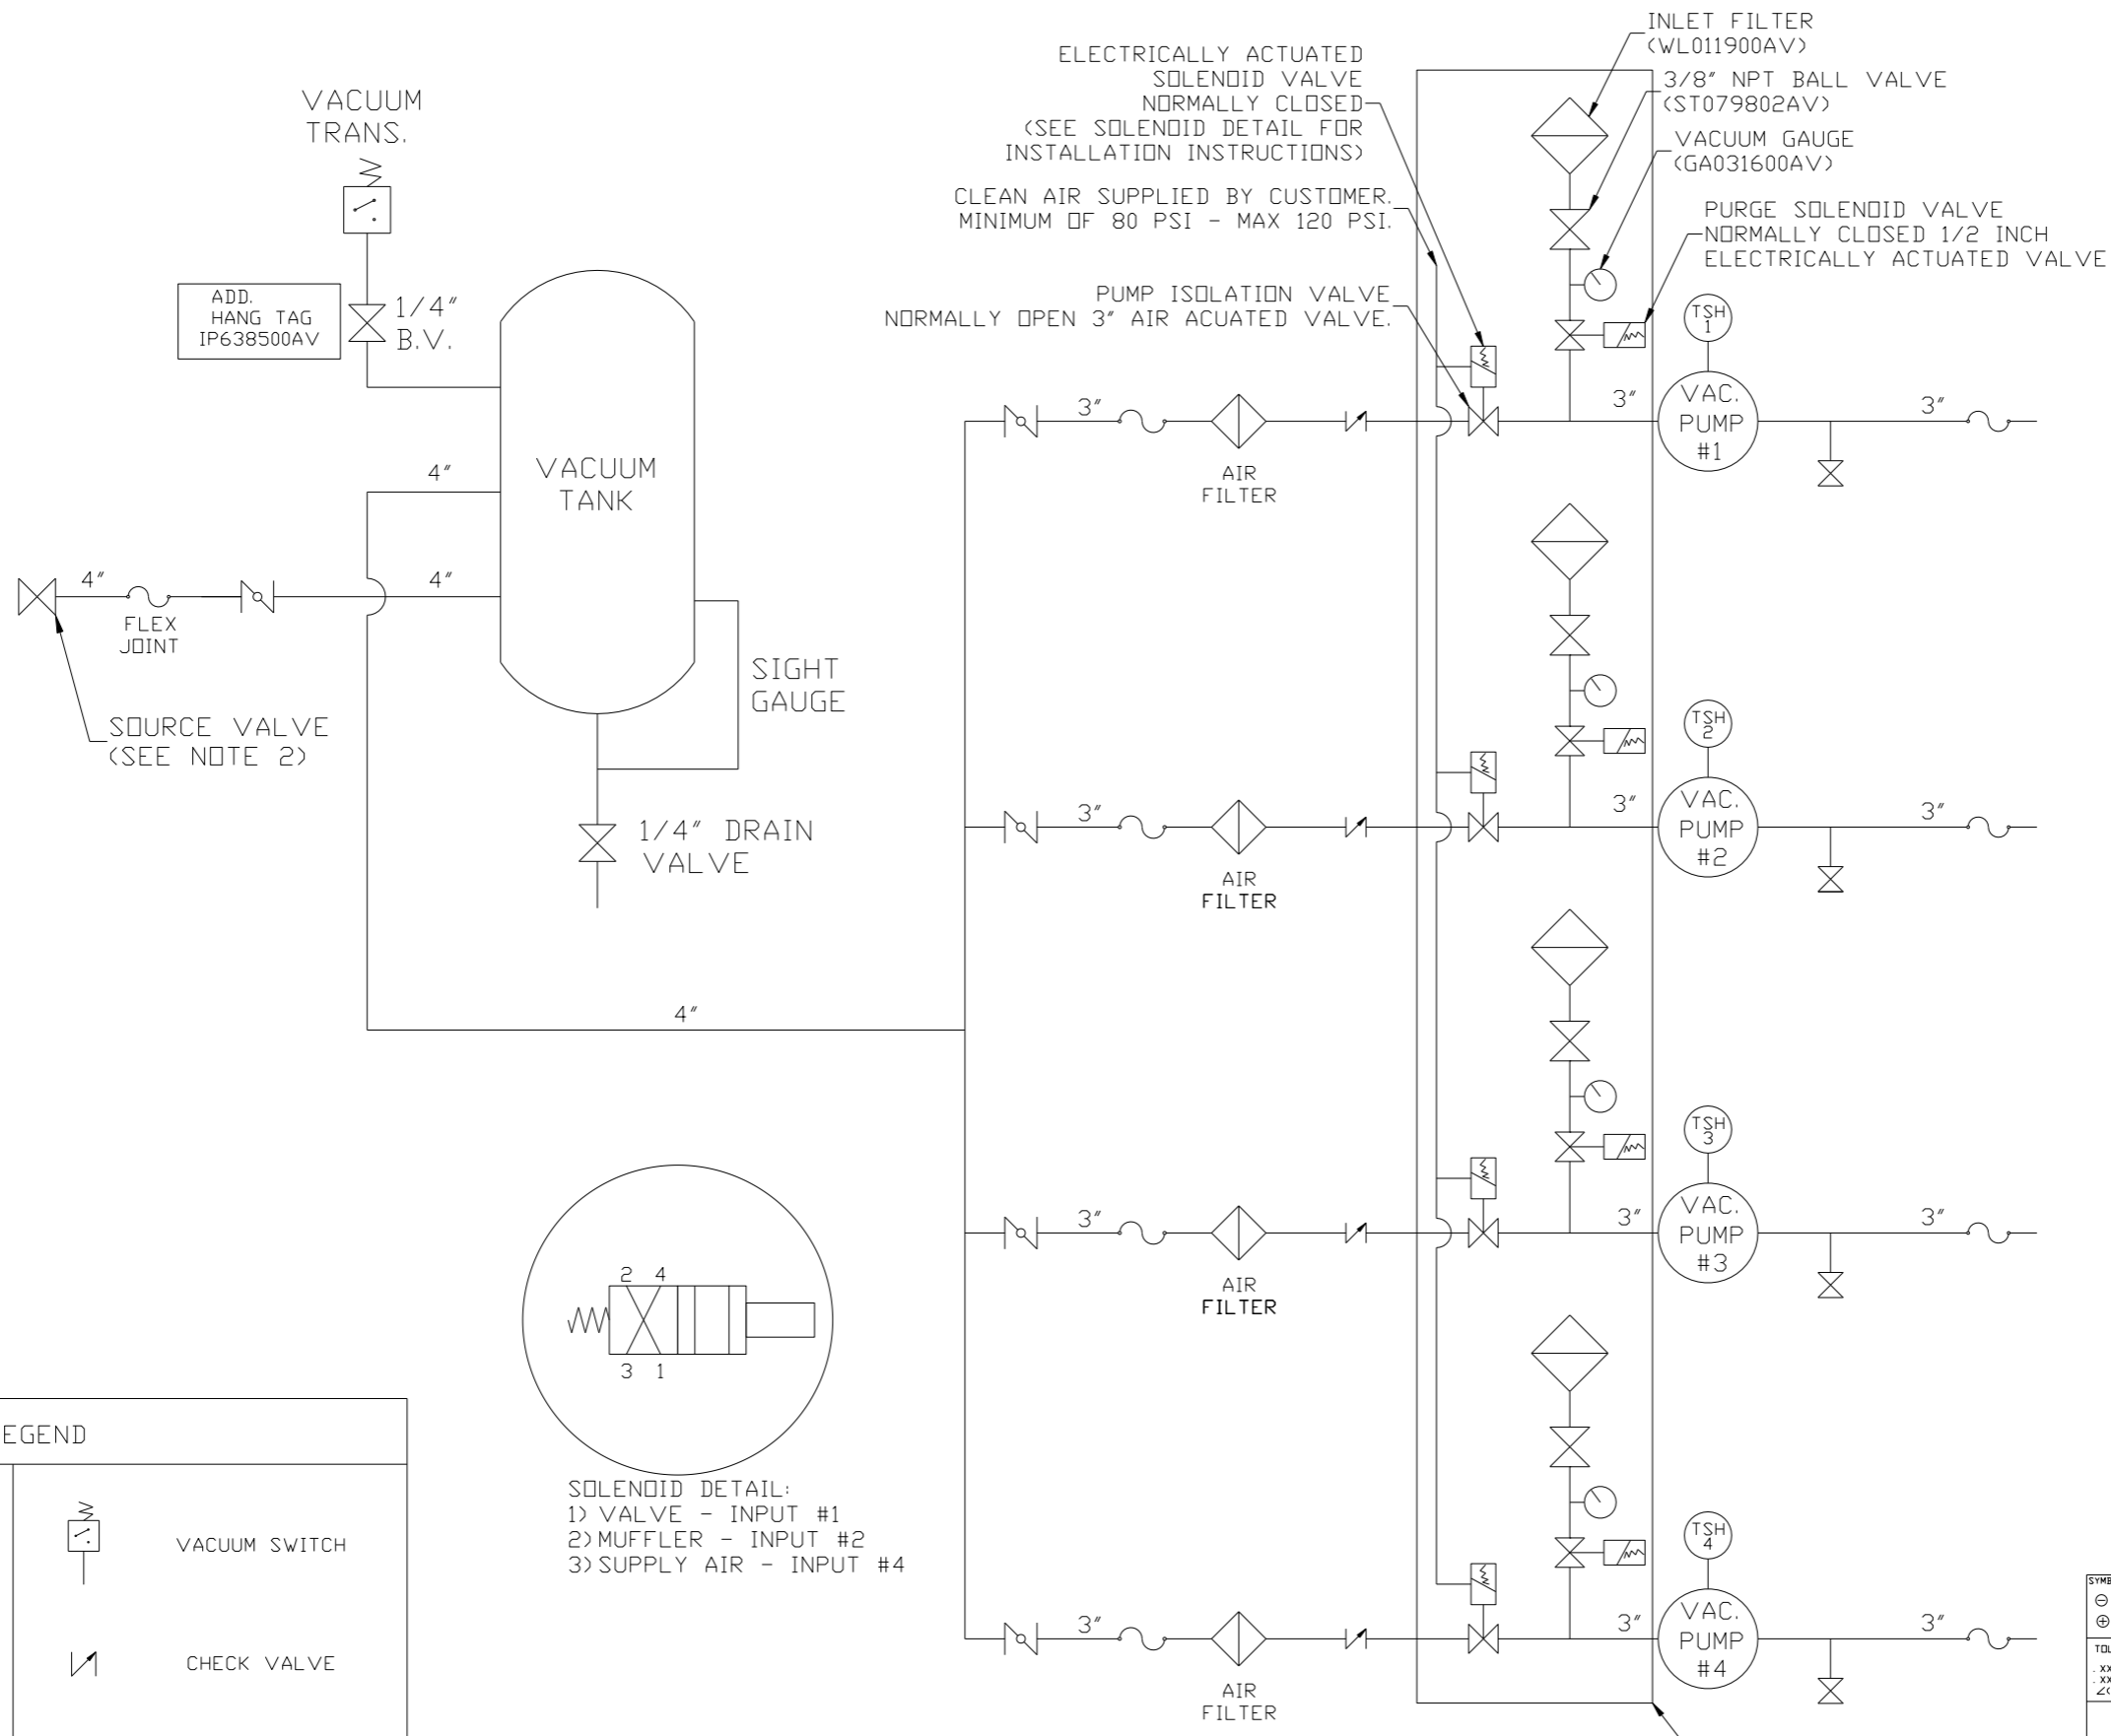 INLET FILTER
(WL011900AV)
3/8" NPT BALL VALVE
(ST079802AV)
VACUUM GAUGE
(GA031600AV)
PURGE SOLENOID VALVE
NORMALLY CLOSED 1/2 INCH
ELECTRICALLY ACTUATED VALVE
ELECTRICALLY ACTUATED
SOLENOID VALVE
NORMALLY CLOSED
(SEE SOLENOID DETAIL FOR
INSTALLATION INSTRUCTIONS)
CLEAN AIR SUPPLIED BY CUSTOMER.
MINIMUM OF 80 PSI - MAX 120 PSI.
PUMP ISOLATION VALVE
NORMALLY OPEN 3" AIR ACUATED VALVE.
VACUUM
TRANS.
ADD.
HANG TAG
IP638500AV
1/4"
B.V.
VACUUM
TANK
4"
4"
4"
FLEX
JOINT
SOURCE VALVE
(SEE NOTE 2)
SIGHT
GAUGE
1/4" DRAIN
VALVE
4"
3"
AIR
FILTER
3"
TSH
1
VAC.
PUMP
#1
3"
3"
AIR
FILTER
3"
TSH
2
VAC.
PUMP
#2
3"
3"
AIR
FILTER
3"
TSH
3
VAC.
PUMP
#3
3"
3"
AIR
FILTER
3"
TSH
4
VAC.
PUMP
#4
3"
2 4
3 1
SOLENOID DETAIL:
1) VALVE - INPUT #1
2) MUFFLER - INPUT #2
3) SUPPLY AIR - INPUT #4
EGEND
VACUUM SWITCH
CHECK VALVE
SYMB
TOL
.XX
.XX